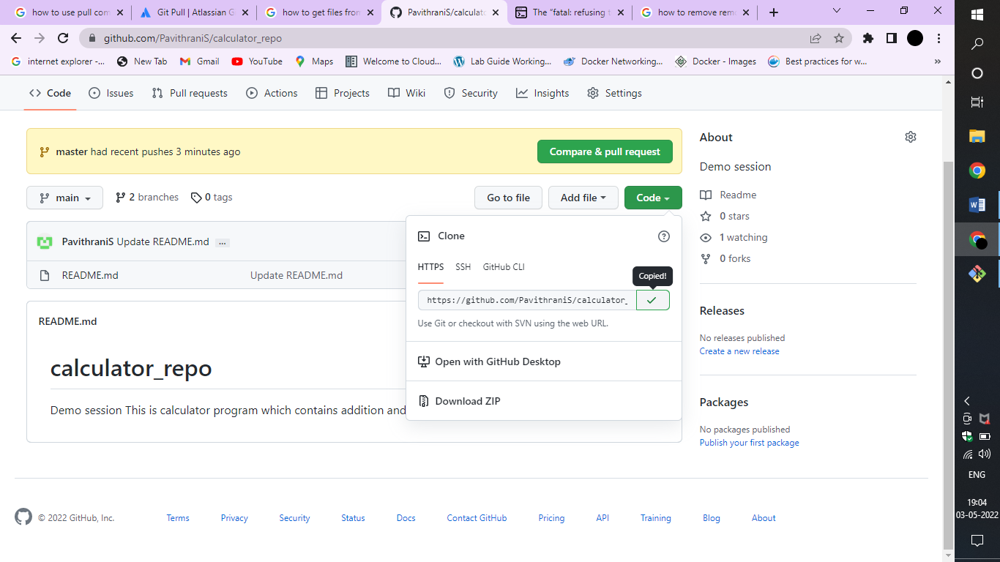 how to use pull com
Git Pull | Atlassian G
how to get files from
PavithraniS/calculato
The "fatal: refusing t
how to remove rem
github.com/PavithraniS/calculator_repo
internet explorer -...
New Tab
Gmail
YouTube
Maps
Welcome to Cloud...
Lab Guide Working...
Docker Networking...
Docker - Images
Best practices for w...
»
Code
Issues
Pull requests
Actions
Projects
Wiki
Security
Insights
Settings
master had recent pushes 3 minutes ago
Compare & pull request
main
2 branches
0 tags
Go to file
Add file
Code
PavithraniS Update README.md ...
README.md
Update README.md
README.md
calculator_repo
Demo session This is calculator program which contains addition and
Clone
HTTPS
SSH
GitHub CLI
Copied!
https://github.com/PavithraniS/calculator_
Use Git or checkout with SVN using the web URL.
Open with GitHub Desktop
Download ZIP
About
Demo session
Readme
0 stars
1 watching
0 forks
Releases
No releases published
Create a new release
Packages
No packages published
Publish your first package
© 2022 GitHub, Inc.
Terms
Privacy
Security
Status
Docs
Contact GitHub
Pricing
API
Training
Blog
About
ENG
19:04
03-05-2022